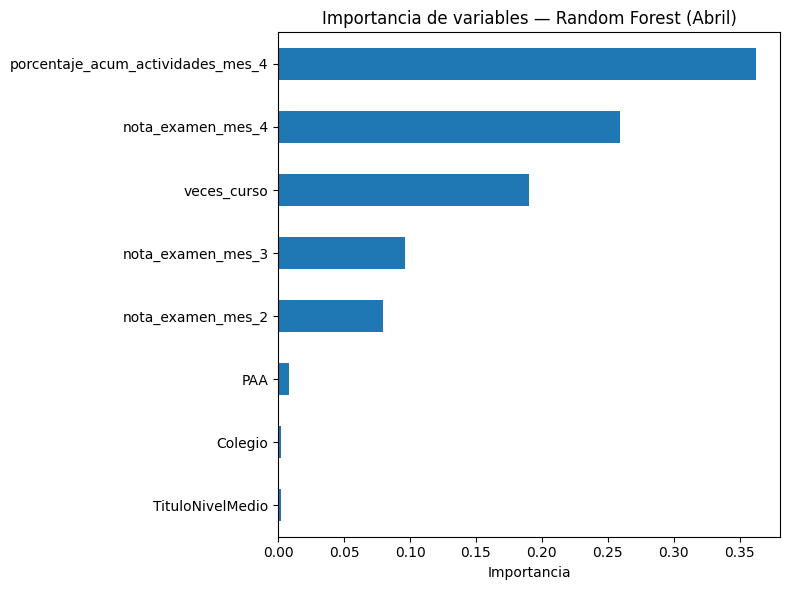 Importancia de variables — Random Forest (Abril)
porcentaje_acum_actividades_mes_4
nota_examen_mes_4
veces_curso
nota_examen_mes_3
nota_examen_mes_2
PAA
Colegio
TituloNivelMedio
0.00 0.05 0.10 0.15 0.20 0.25 0.30 0.35
Importancia